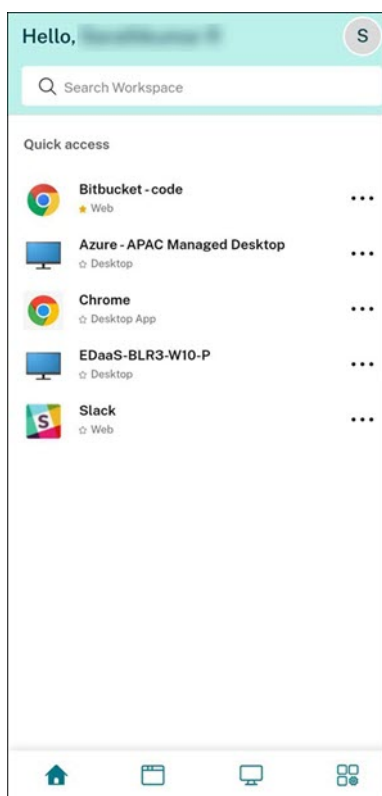 Hello,
S
Search Workspace
Quick access
Bitbucket - code
Web
Azure - APAC Managed Desktop
Desktop
Chrome
Desktop App
EDaaS-BLR3-W10-P
Desktop
S
Slack
Web